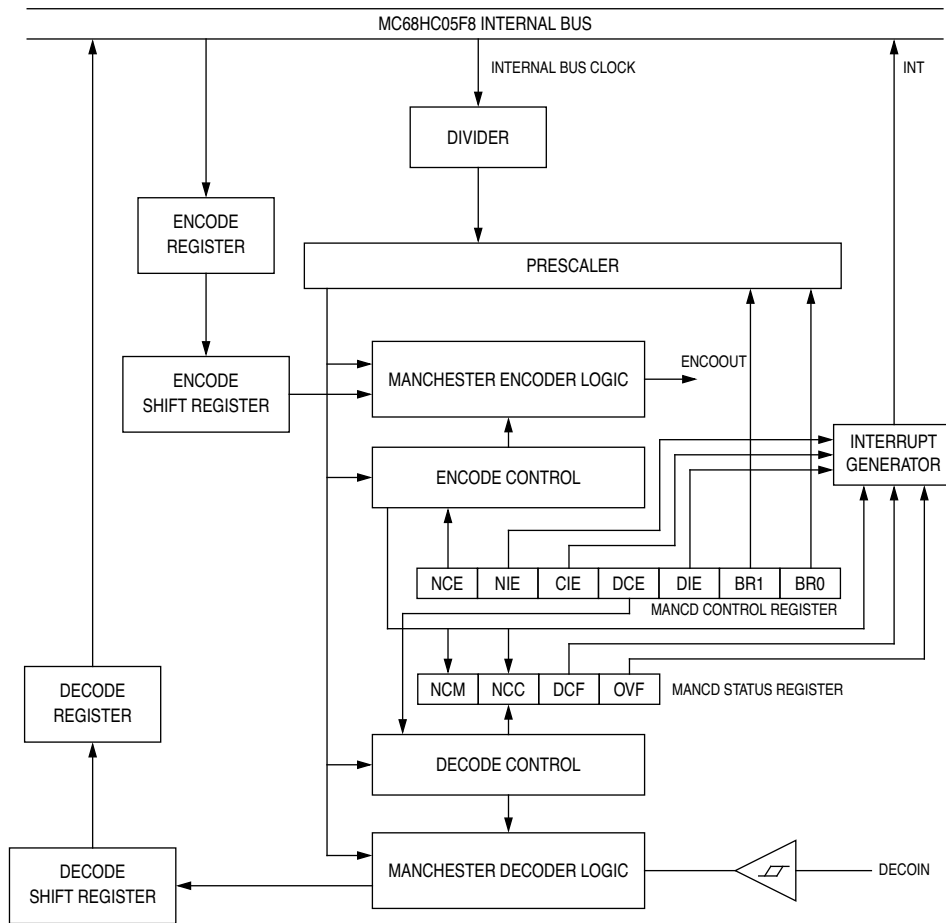 MC68HC05F8 INTERNAL BUS
INTERNAL BUS CLOCK
INT
DIVIDER
ENCODE
REGISTER
PRESCALER
ENCODE
SHIFT REGISTER
MANCHESTER ENCODER LOGIC
ENCOOUT
ENCODE CONTROL
INTERRUPT
GENERATOR
NCE NIE CIE DCE DIE BR1 BR0
MANCD CONTROL REGISTER
NCM NCC DCF OVF
MANCD STATUS REGISTER
DECODE
REGISTER
DECODE CONTROL
DECODE
SHIFT REGISTER
MANCHESTER DECODER LOGIC
DECOIN